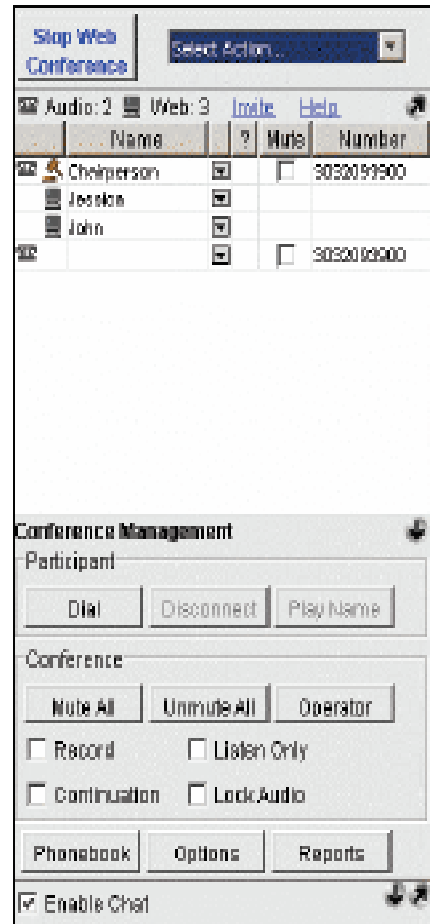 Stop Web
Conference
Select Action...
Audio: 2 Web: 3 Invite Help
Name ? Mute Number
Chairperson 3032099900
Jessica
John
3032099900
Conference Management
Participant
Dial Disconnect Play Name
Conference
Mute All Unmute All Operator
Record Listen Only
Continuation Lock Audio
Phonebook Options Reports
Enable Chat